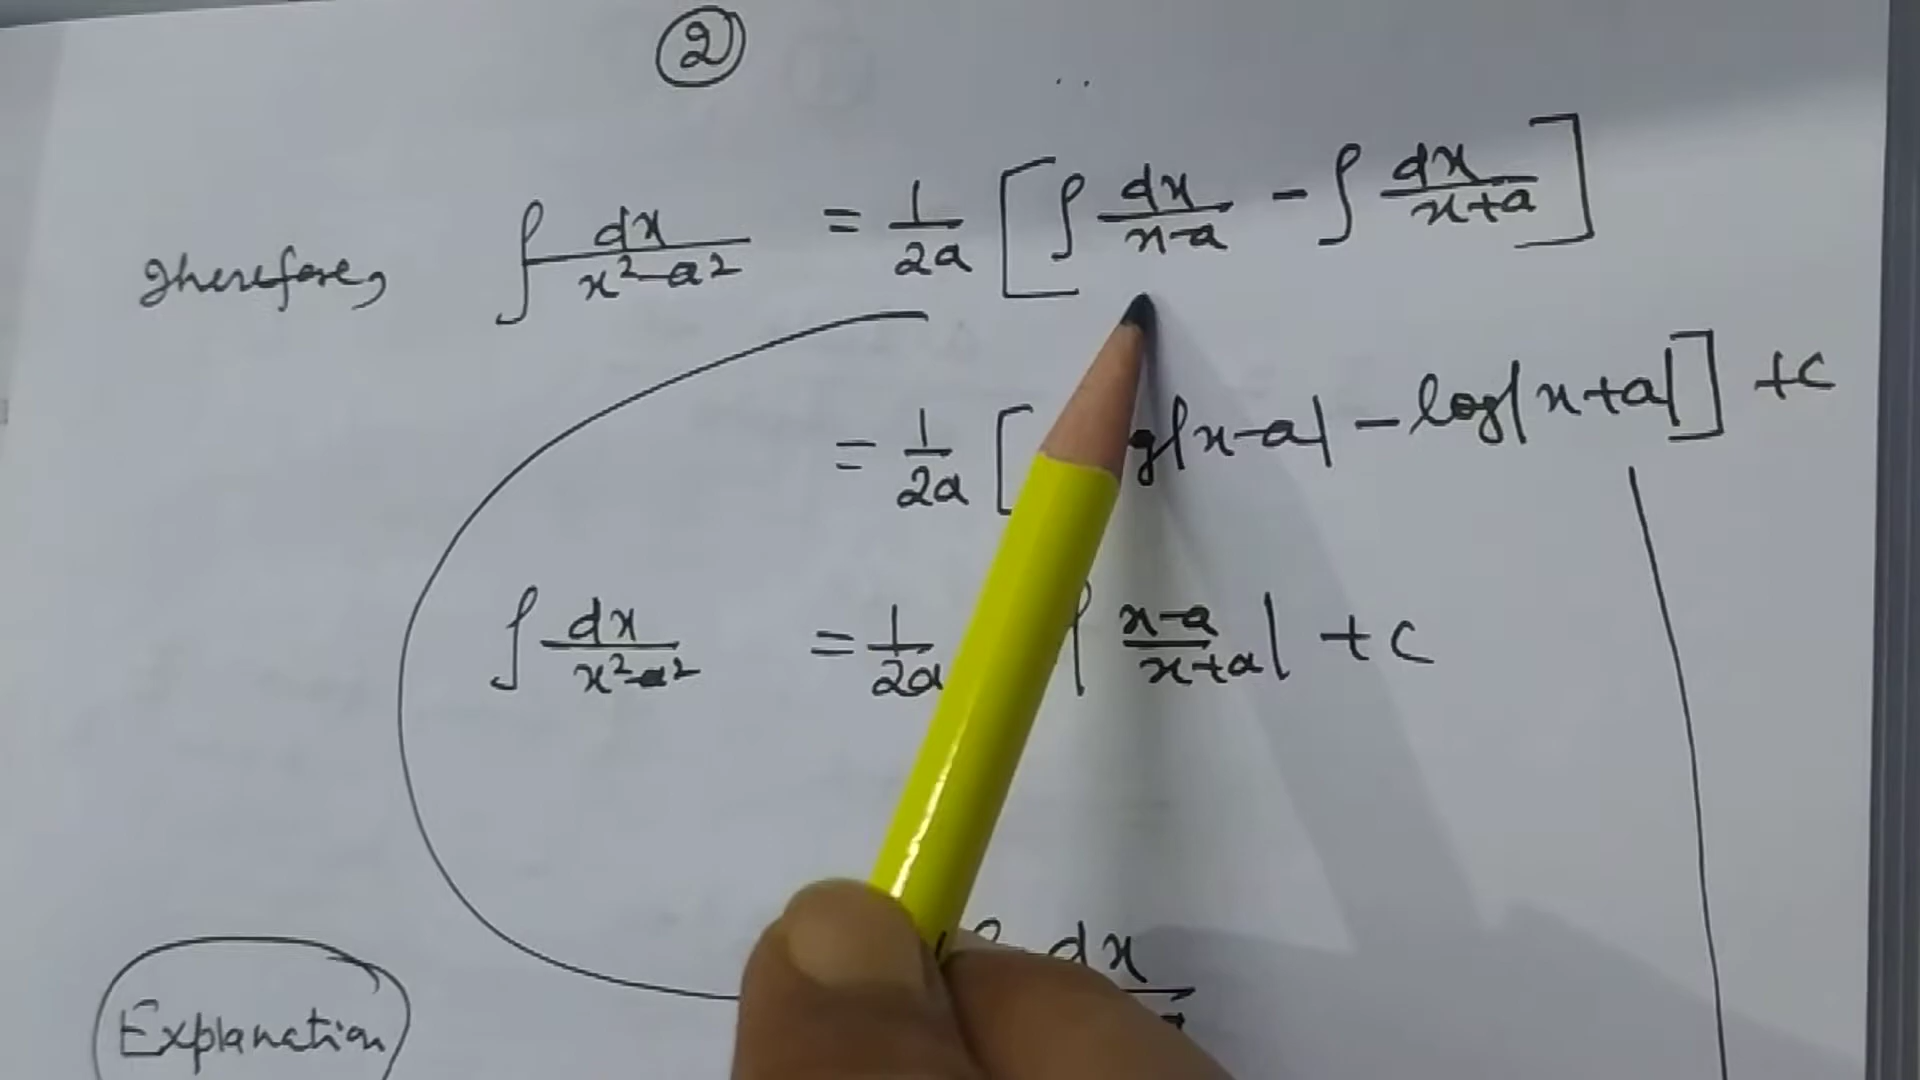 2
Therefore, ∫ dx/(x²-a²) = 1/2a [ ∫ dx/(x-a) - ∫ dx/(x+a) ]
= 1/2a [ g|x-a| - log|x+a| ] + c
∫ dx/(x²-a²) = 1/2a | (x-a)/(x+a) | + c
dx
Explanation